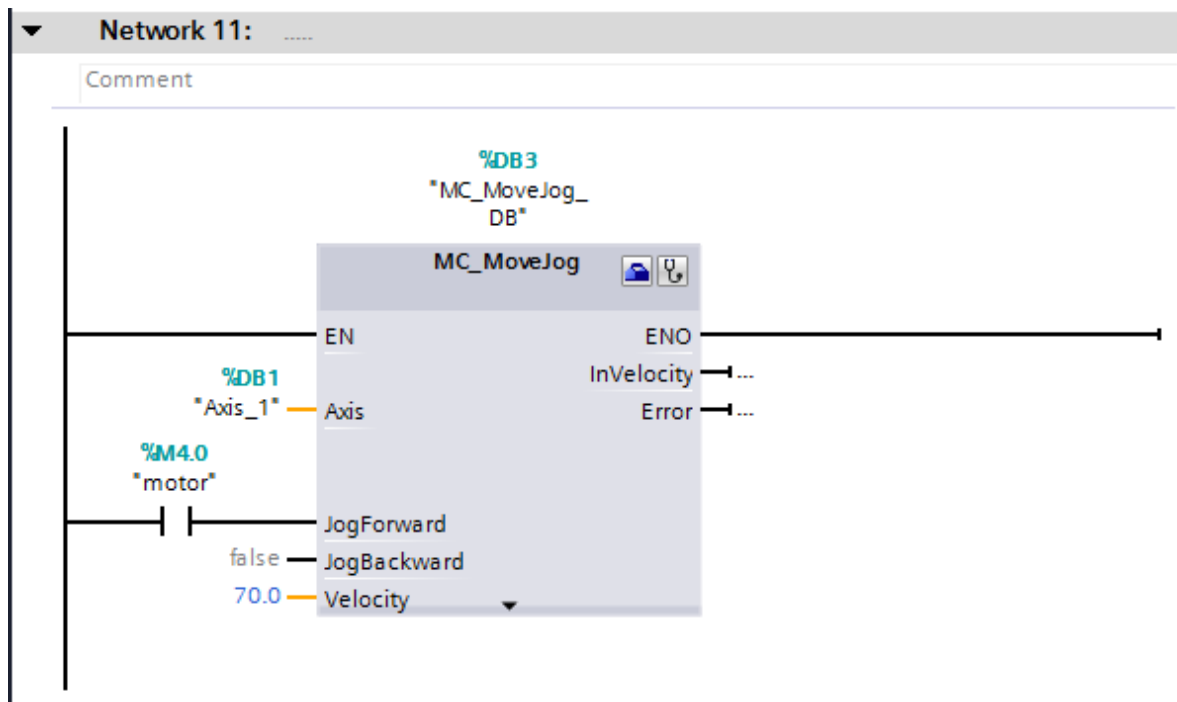 Network 11: .....
Comment
%DB3
"MC_MoveJog_
DB"
MC_MoveJog
EN ENO
%DB1
"Axis_1"
InVelocity ...
Axis Error ...
%M4.0
"motor"
JogForward
false JogBackward
70.0 Velocity